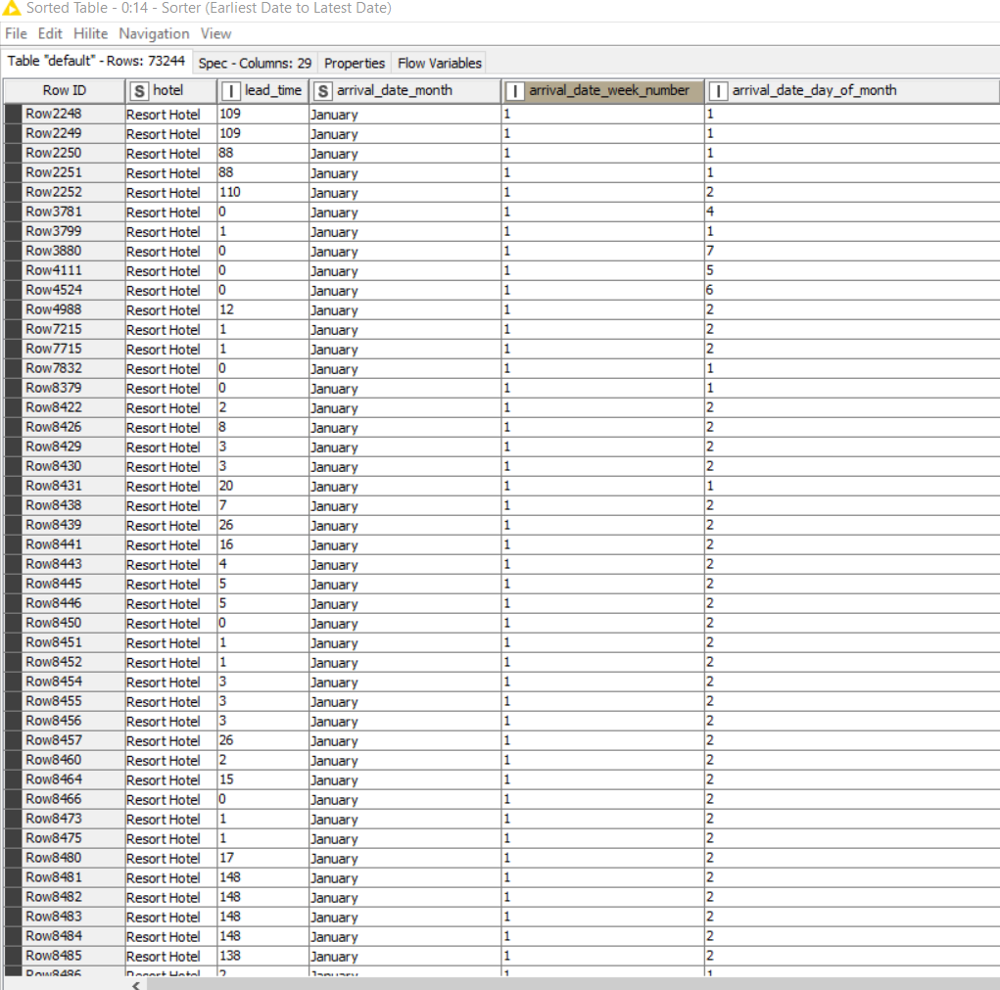 Sorted Table - 0:14 - Sorter (Earliest Date to Latest Date)
File Edit Hilite Navigation View
Table "default" - Rows: 73244 Spec - Columns: 29 Properties Flow Variables
Row ID S hotel I lead_time S arrival_date_month I arrival_date_week_number I arrival_date_day_of_month
Row2248 Resort Hotel 109 January 1 1
Row2249 Resort Hotel 109 January 1 1
Row2250 Resort Hotel 88 January 1 1
Row2251 Resort Hotel 88 January 1 1
Row2252 Resort Hotel 110 January 1 2
Row3781 Resort Hotel 0 January 1 4
Row3799 Resort Hotel 1 January 1 1
Row3880 Resort Hotel 0 January 1 7
Row4111 Resort Hotel 0 January 1 5
Row4524 Resort Hotel 0 January 1 6
Row4988 Resort Hotel 12 January 1 2
Row7215 Resort Hotel 1 January 1 2
Row7715 Resort Hotel 1 January 1 2
Row7832 Resort Hotel 0 January 1 1
Row8379 Resort Hotel 0 January 1 1
Row8422 Resort Hotel 2 January 1 2
Row8426 Resort Hotel 8 January 1 2
Row8429 Resort Hotel 3 January 1 2
Row8430 Resort Hotel 3 January 1 2
Row8431 Resort Hotel 20 January 1 1
Row8438 Resort Hotel 7 January 1 2
Row8439 Resort Hotel 26 January 1 2
Row8441 Resort Hotel 16 January 1 2
Row8443 Resort Hotel 4 January 1 2
Row8445 Resort Hotel 5 January 1 2
Row8446 Resort Hotel 5 January 1 2
Row8450 Resort Hotel 0 January 1 2
Row8451 Resort Hotel 1 January 1 2
Row8452 Resort Hotel 1 January 1 2
Row8454 Resort Hotel 3 January 1 2
Row8455 Resort Hotel 3 January 1 2
Row8456 Resort Hotel 3 January 1 2
Row8457 Resort Hotel 26 January 1 2
Row8460 Resort Hotel 2 January 1 2
Row8464 Resort Hotel 15 January 1 2
Row8466 Resort Hotel 0 January 1 2
Row8473 Resort Hotel 1 January 1 2
Row8475 Resort Hotel 1 January 1 2
Row8480 Resort Hotel 17 January 1 2
Row8481 Resort Hotel 148 January 1 2
Row8482 Resort Hotel 148 January 1 2
Row8483 Resort Hotel 148 January 1 2
Row8484 Resort Hotel 148 January 1 2
Row8485 Resort Hotel 138 January 1 2
Row8486 Resort Hotel 2 January 1 1